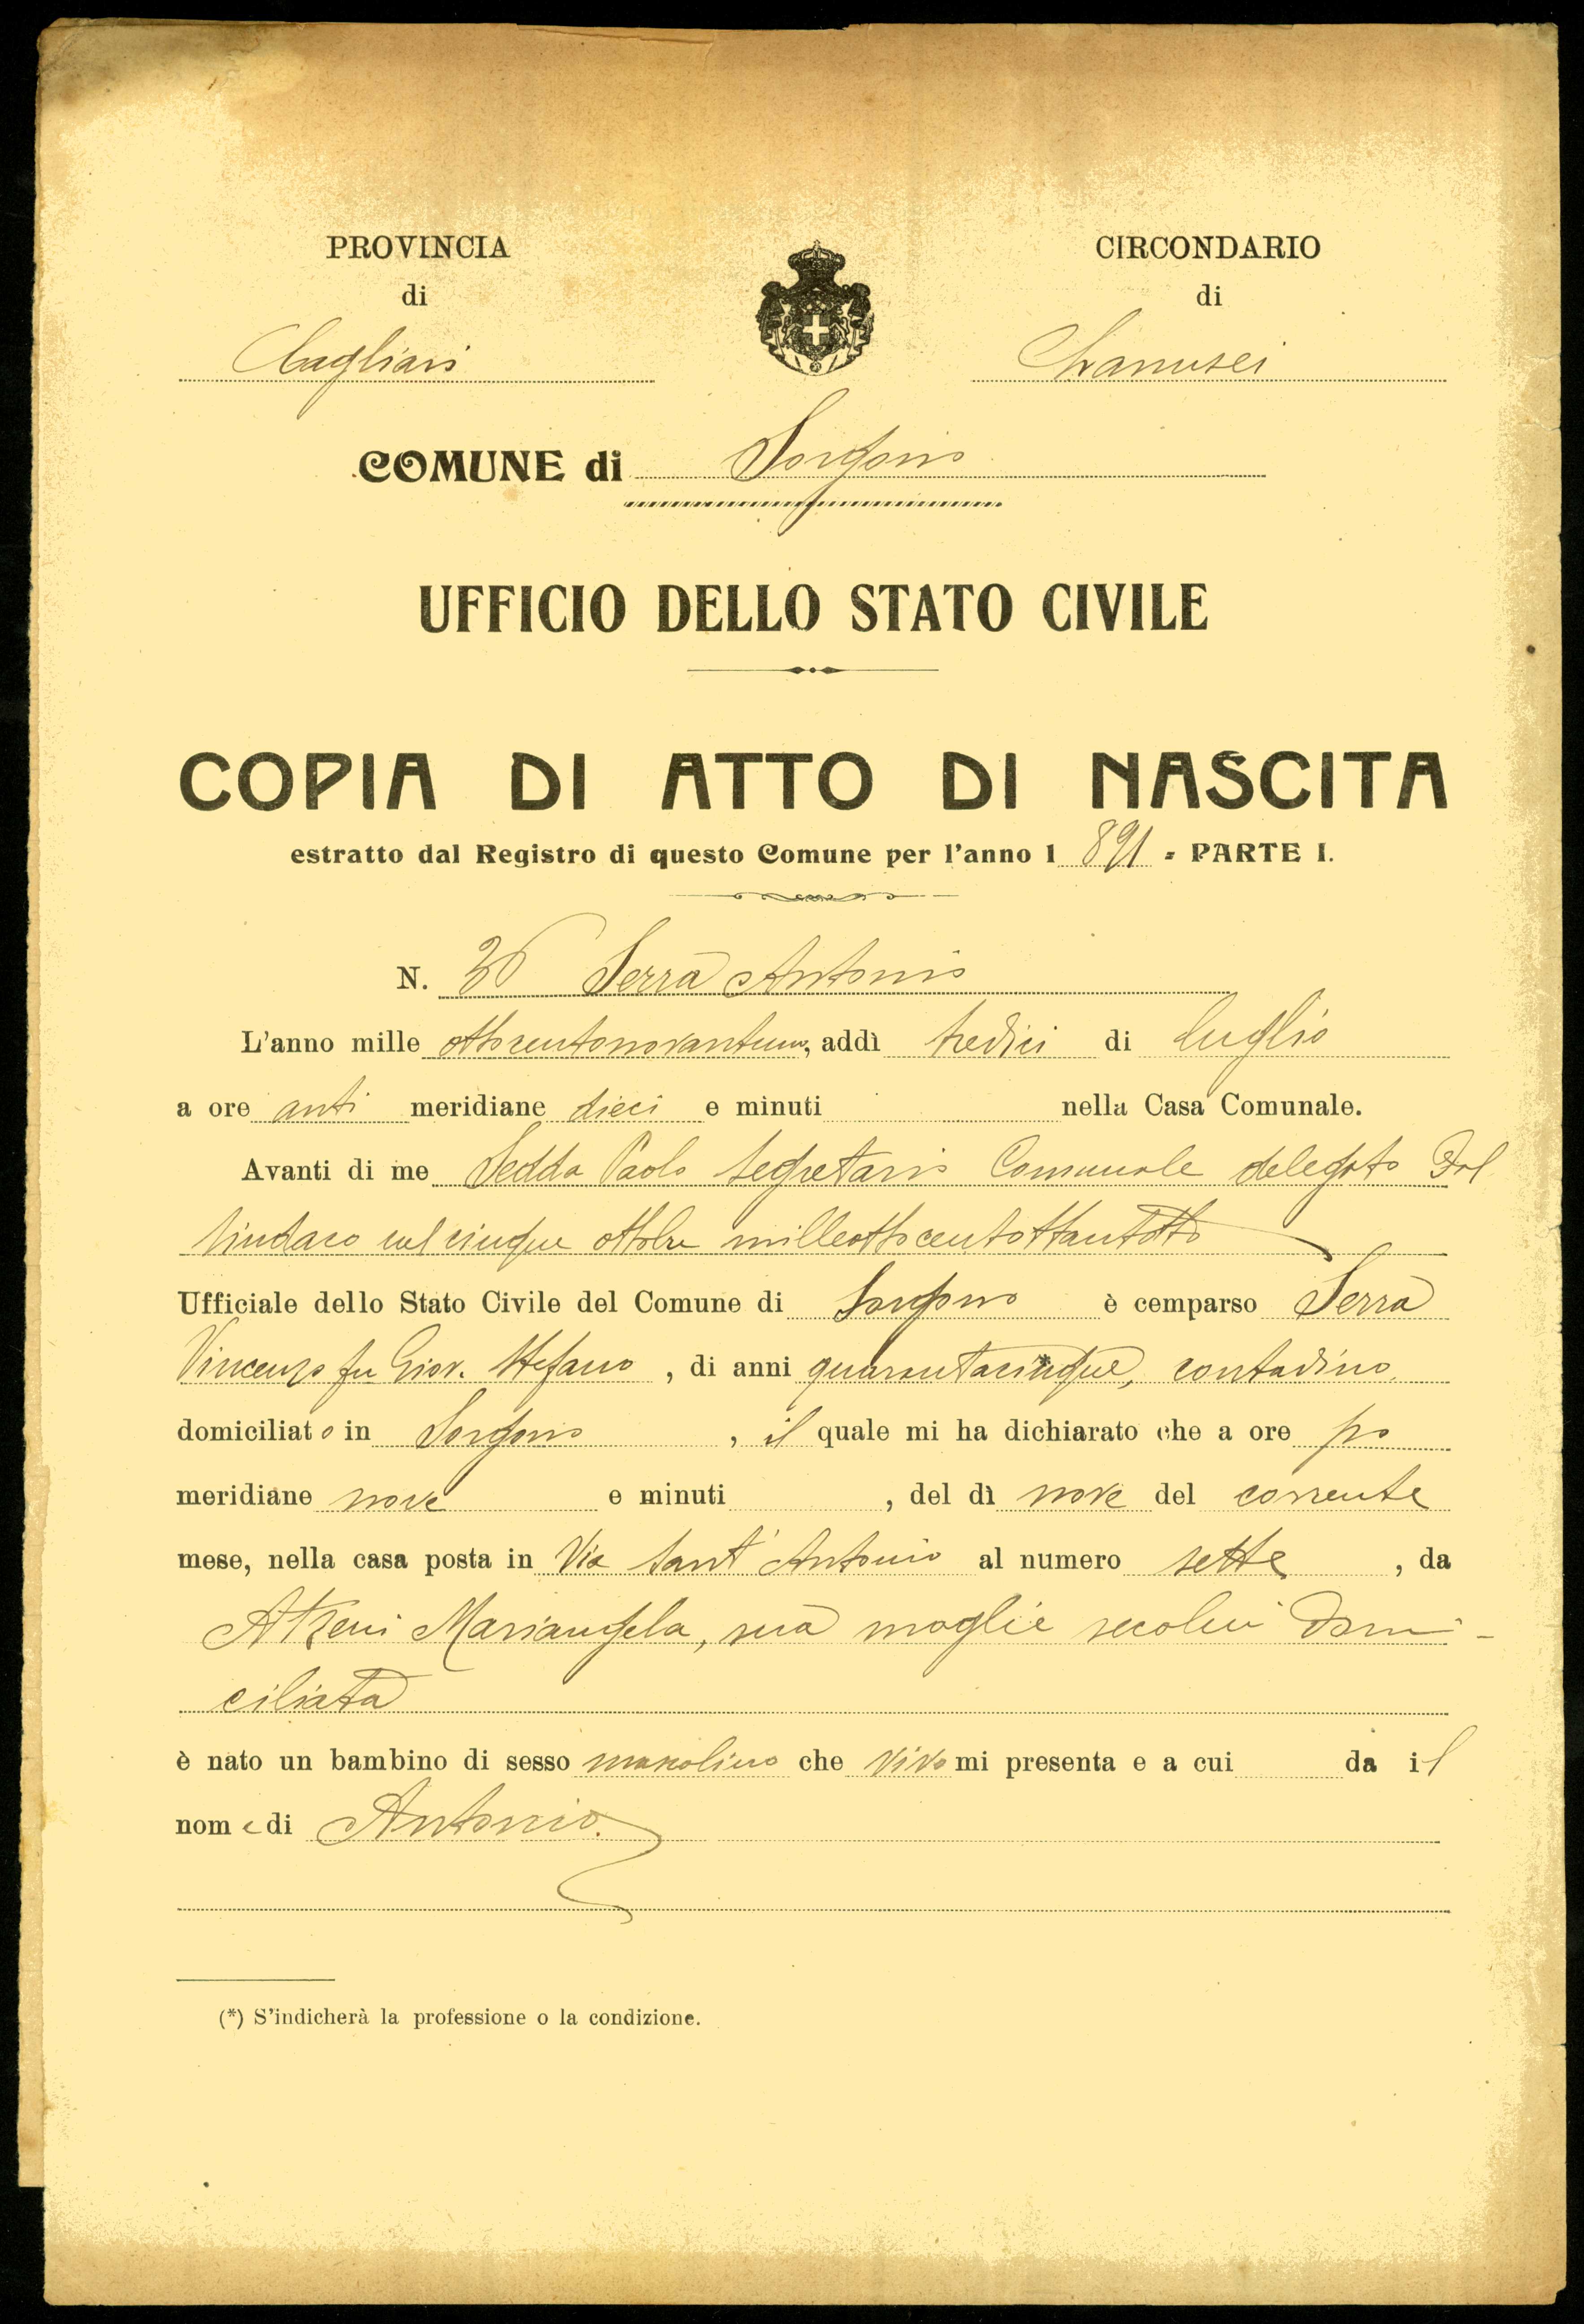 PROVINCIA
di
Cagliari
CIRCONDARIO
di
Lanusei
COMUNE di Sorgono
UFFICIO DELLO STATO CIVILE
COPIA DI ATTO DI NASCITA
estratto dal Registro di questo Comune per l'anno 1891 = PARTE I.
N. 36 Serra Antonio
L'anno mille ottocentonovantuno, addì tredici di luglio
a ore anti meridiane dieci e minuti nella Casa Comunale.
Avanti di me Sedda Paolo segretario Comunale delegato dal
Sindaco nel cinque ottobre milleottocentottantotto
Ufficiale dello Stato Civile del Comune di Sorgono è cemparso Serra
Vincenzo fu Giov. Stefano, di anni quarantacinque, contadino,
domiciliato in Sorgono, il quale mi ha dichiarato che a ore po
meridiane nove e minuti , del dì nove del corrente
mese, nella casa posta in Via Sant'Antonio al numero sette, da
Atzeni Mariangela, sua moglie secolui domi-
ciliata
è nato un bambino di sesso mascolino che vivo mi presenta e a cui da il
nome di Antonio.
(*) S'indicherà la professione o la condizione.